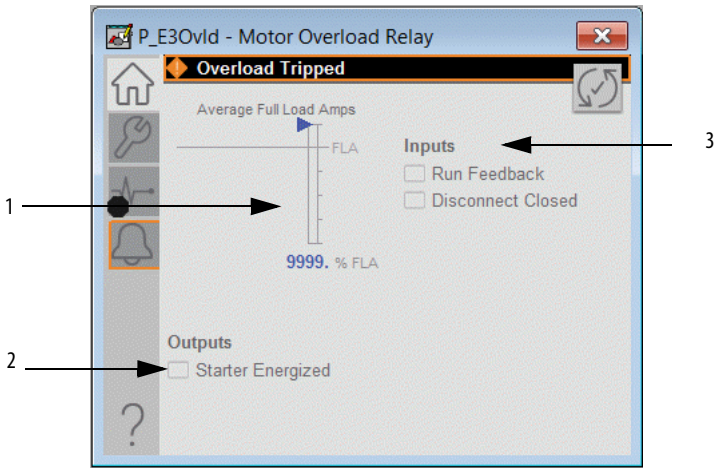 P_E3Ovld - Motor Overload Relay
Overload Tripped
Average Full Load Amps
FLA
9999. % FLA
Inputs
Run Feedback
Disconnect Closed
Outputs
Starter Energized
?
1
2
3